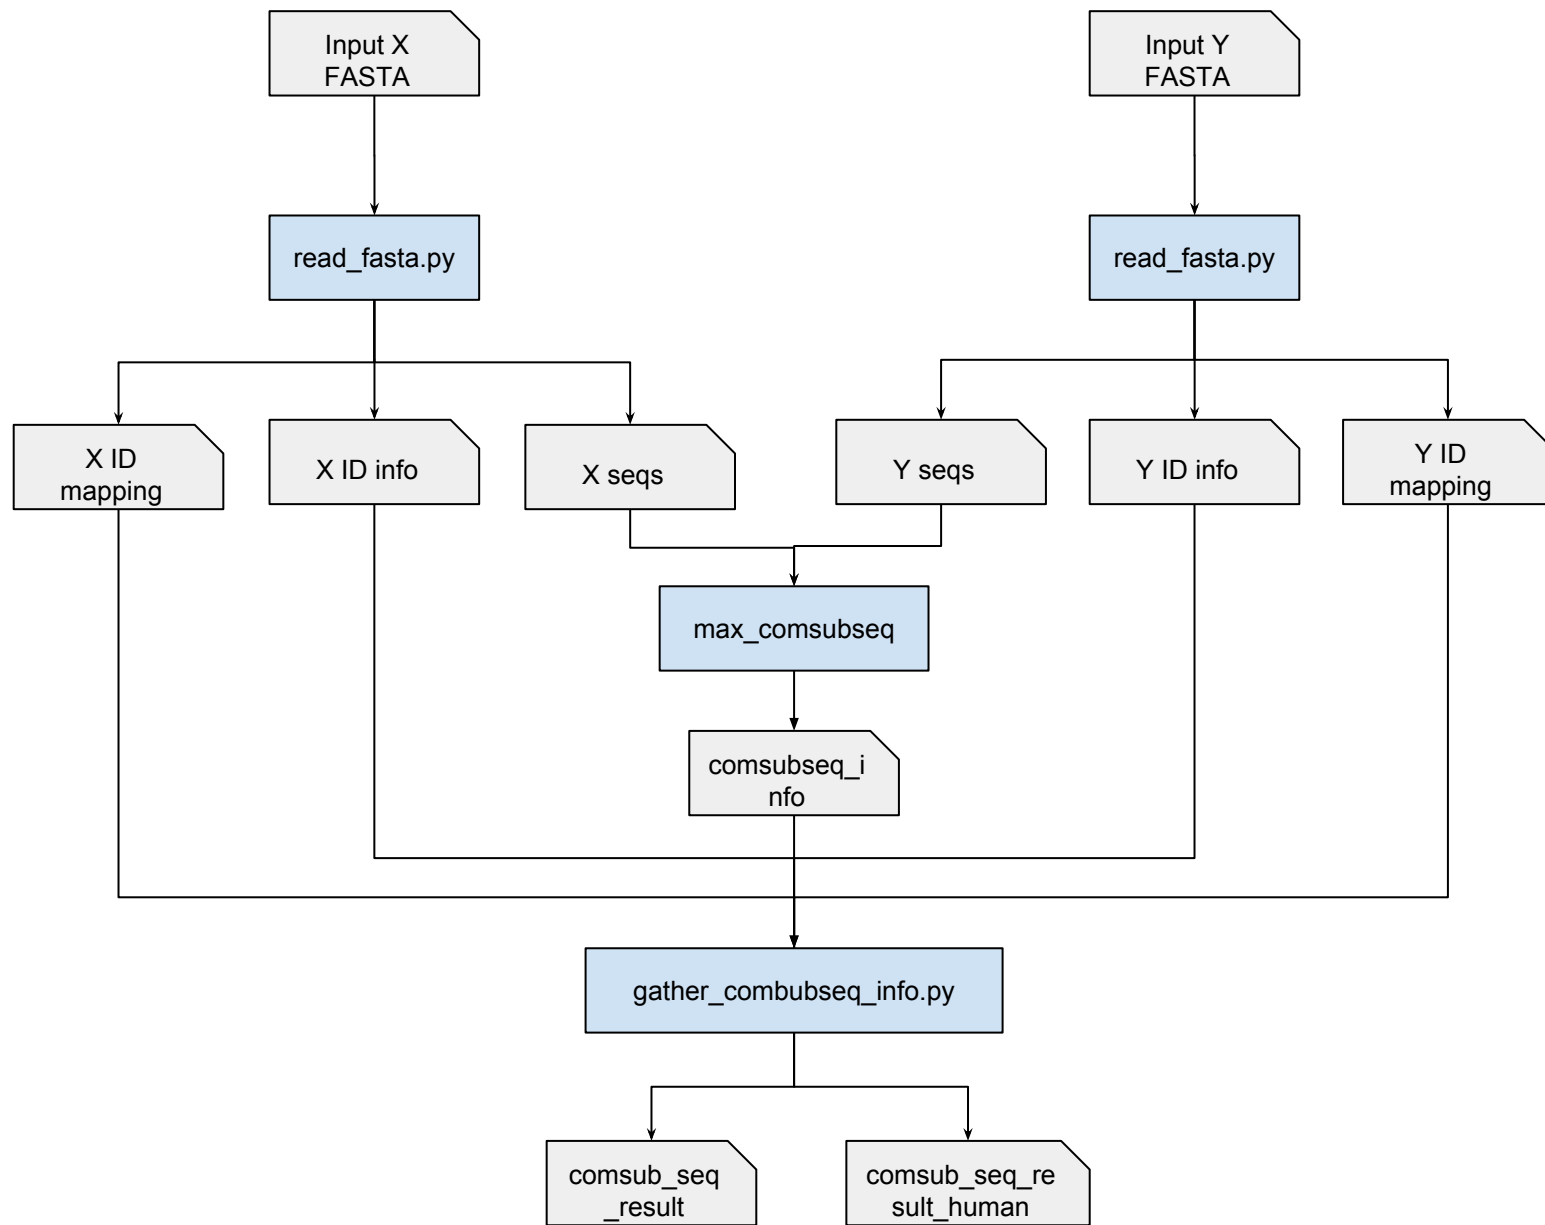 Input X
FASTA
Input Y
FASTA
read_fasta.py
read_fasta.py
X ID
mapping
X ID info
X seqs
Y seqs
Y ID info
Y ID
mapping
max_comsubseq
comsubseq_i
nfo
gather_combubseq_info.py
comsub_seq
_result
comsub_seq_re
sult_human